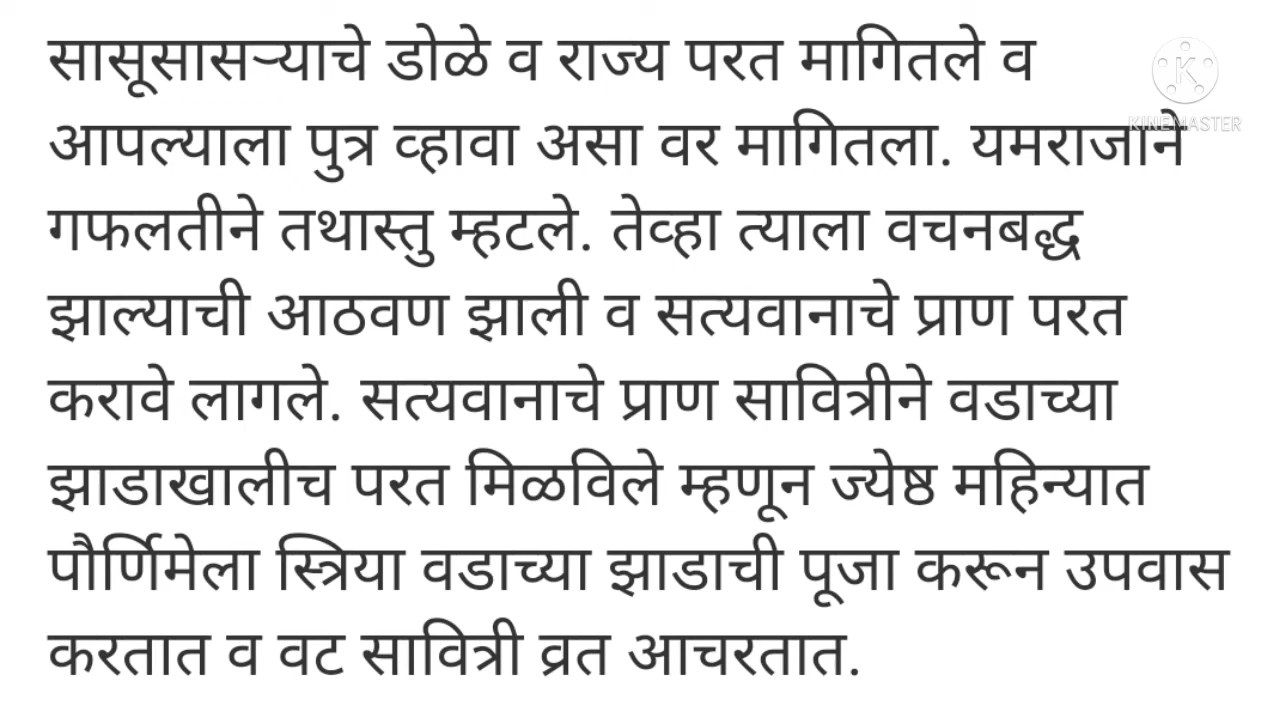 सासूसासऱ्याचे डोळे व राज्य परत मागितले व
आपल्याला पुत्र व्हावा असा वर मागितला. यमराजाने
गफलतीने तथास्तु म्हटले. तेव्हा त्याला वचनबद्ध
झाल्याची आठवण झाली व सत्यवानाचे प्राण परत
करावे लागले. सत्यवानाचे प्राण सावित्रीने वडाच्या
झाडाखालीच परत मिळविले म्हणून ज्येष्ठ महिन्यात
पौर्णिमेला स्त्रिया वडाच्या झाडाची पूजा करून उपवास
करतात व वट सावित्री व्रत आचरतात.
K
KINEMASTER